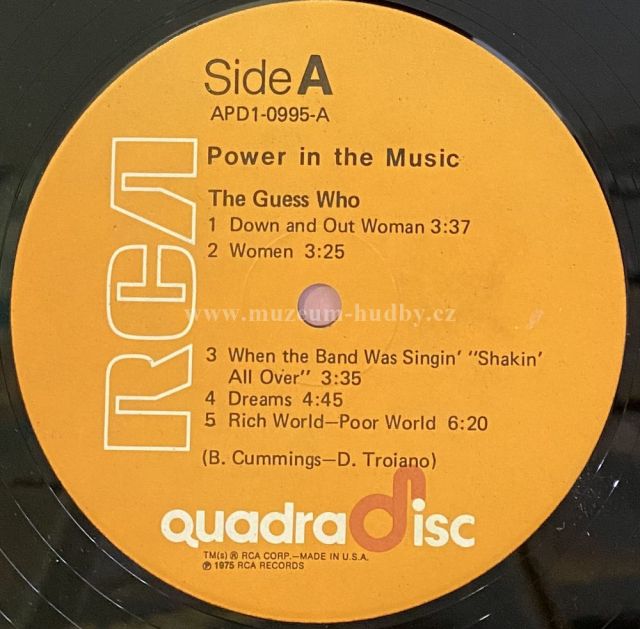 Side A
APD1-0995-A
Power in the Music
The Guess Who
1 Down and Out Woman 3:37
2 Women 3:25
www.muzeum-hudby.cz
3 When the Band Was Singin' "Shakin'
All Over" 3:35
4 Dreams 4:45
5 Rich World—Poor World 6:20
(B. Cummings—D. Troiano)
RCA
quadradisc
TM(s) ® RCA CORP.—MADE IN U.S.A.
℗ 1975 RCA RECORDS